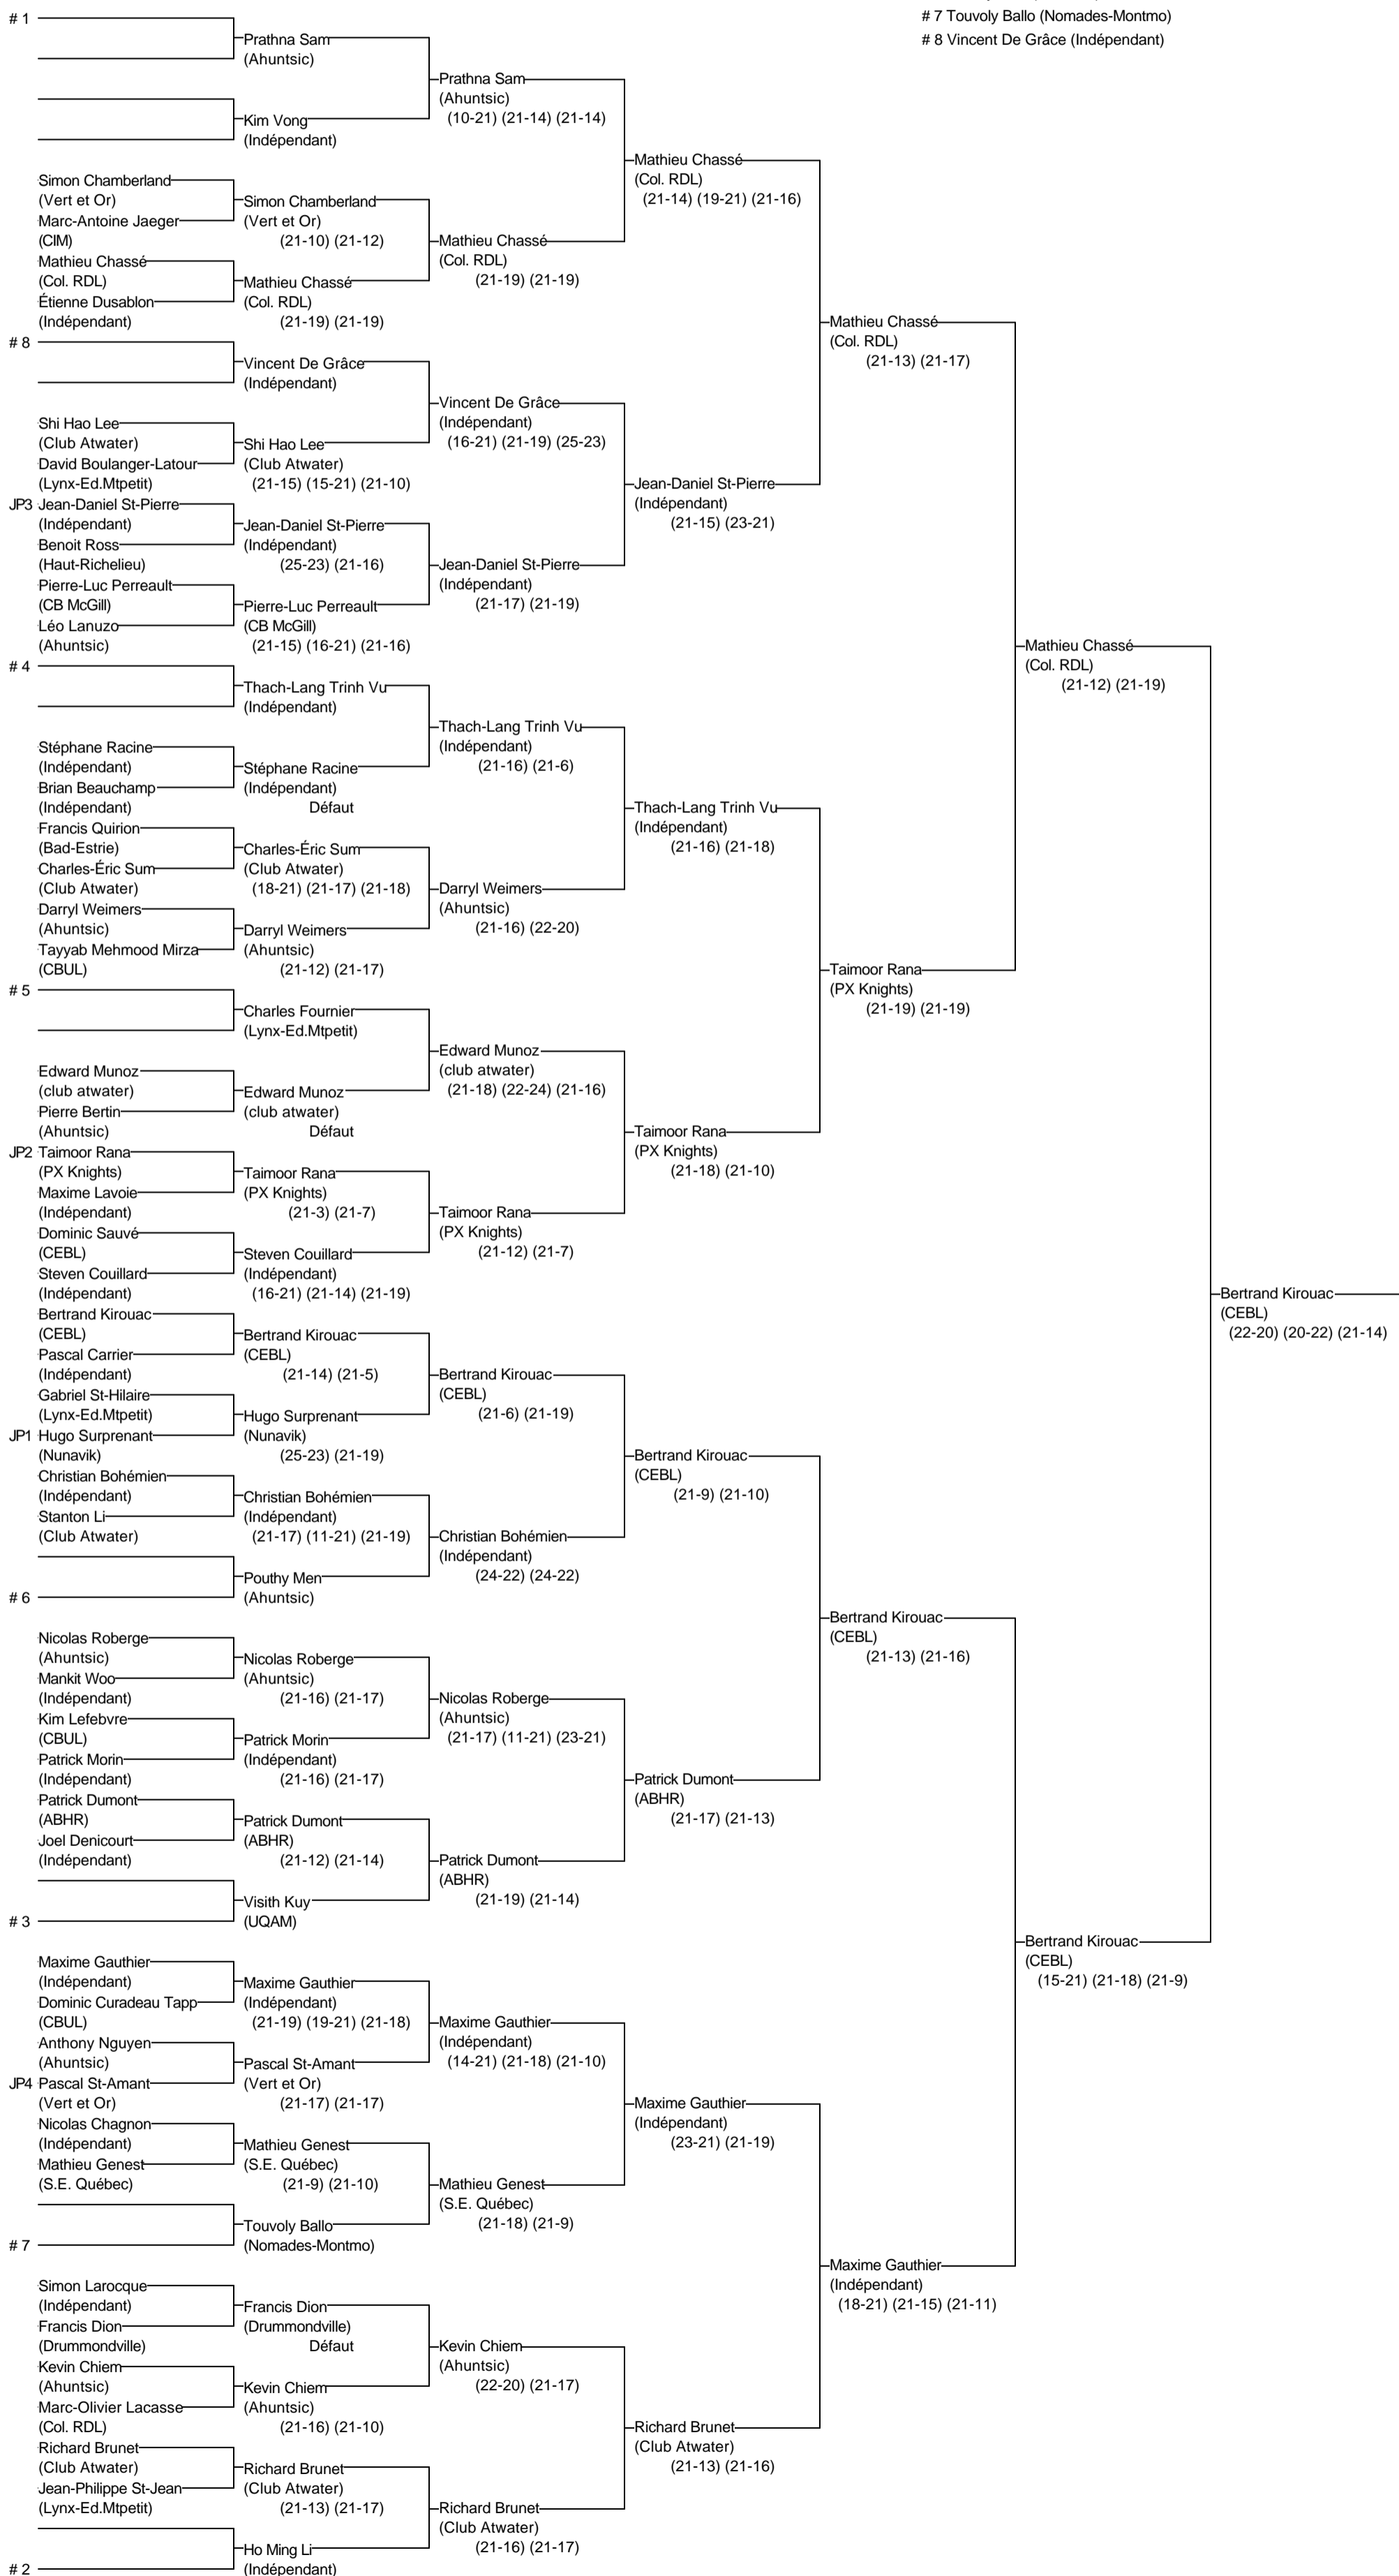 # 7 Touvoly Ballo (Nomades-Montmo)
# 8 Vincent De Grâce (Indépendant)
# 1
Simon Chamberland
(Vert et Or)
Marc-Antoine Jaeger
(CIM)
Mathieu Chassé
(Col. RDL)
Étienne Dusablon
(Indépendant)
# 8
Shi Hao Lee
(Club Atwater)
David Boulanger-Latour
(Lynx-Ed.Mtpetit)
JP3 Jean-Daniel St-Pierre
(Indépendant)
Benoit Ross
(Haut-Richelieu)
Pierre-Luc Perreault
(CB McGill)
Léo Lanuzo
(Ahuntsic)
# 4
Stéphane Racine
(Indépendant)
Brian Beauchamp
(Indépendant)
Francis Quirion
(Bad-Estrie)
Charles-Éric Sum
(Club Atwater)
Darryl Weimers
(Ahuntsic)
Tayyab Mehmood Mirza
(CBUL)
# 5
Edward Munoz
(club atwater)
Pierre Bertin
(Ahuntsic)
JP2 Taimoor Rana
(PX Knights)
Maxime Lavoie
(Indépendant)
Dominic Sauvé
(CEBL)
Steven Couillard
(Indépendant)
Bertrand Kirouac
(CEBL)
Pascal Carrier
(Indépendant)
Gabriel St-Hilaire
(Lynx-Ed.Mtpetit)
JP1 Hugo Surprenant
(Nunavik)
Christian Bohémien
(Indépendant)
Stanton Li
(Club Atwater)
# 6
Nicolas Roberge
(Ahuntsic)
Mankit Woo
(Indépendant)
Kim Lefebvre
(CBUL)
Patrick Morin
(Indépendant)
Patrick Dumont
(ABHR)
Joel Denicourt
(Indépendant)
# 3
Maxime Gauthier
(Indépendant)
Dominic Curadeau Tapp
(CBUL)
Anthony Nguyen
(Ahuntsic)
JP4 Pascal St-Amant
(Vert et Or)
Nicolas Chagnon
(Indépendant)
Mathieu Genest
(S.E. Québec)
# 7
Simon Larocque
(Indépendant)
Francis Dion
(Drummondville)
Kevin Chiem
(Ahuntsic)
Marc-Olivier Lacasse
(Col. RDL)
Richard Brunet
(Club Atwater)
Jean-Philippe St-Jean
(Lynx-Ed.Mtpetit)
# 2
Prathna Sam
(Ahuntsic)
Kim Vong
(Indépendant)
Simon Chamberland
(Vert et Or)
(21-10) (21-12)
Mathieu Chassé
(Col. RDL)
(21-19) (21-19)
Vincent De Grâce
(Indépendant)
Shi Hao Lee
(Club Atwater)
(21-15) (15-21) (21-10)
Jean-Daniel St-Pierre
(Indépendant)
(25-23) (21-16)
Pierre-Luc Perreault
(CB McGill)
(21-15) (16-21) (21-16)
Thach-Lang Trinh Vu
(Indépendant)
Stéphane Racine
(Indépendant)
Défaut
Charles-Éric Sum
(Club Atwater)
(18-21) (21-17) (21-18)
Darryl Weimers
(Ahuntsic)
(21-12) (21-17)
Charles Fournier
(Lynx-Ed.Mtpetit)
Edward Munoz
(club atwater)
Défaut
Taimoor Rana
(PX Knights)
(21-3) (21-7)
Steven Couillard
(Indépendant)
(16-21) (21-14) (21-19)
Bertrand Kirouac
(CEBL)
(21-14) (21-5)
Hugo Surprenant
(Nunavik)
(25-23) (21-19)
Christian Bohémien
(Indépendant)
(21-17) (11-21) (21-19)
Pouthy Men
(Ahuntsic)
Nicolas Roberge
(Ahuntsic)
(21-16) (21-17)
Patrick Morin
(Indépendant)
(21-16) (21-17)
Patrick Dumont
(ABHR)
(21-12) (21-14)
Visith Kuy
(UQAM)
Maxime Gauthier
(Indépendant)
(21-19) (19-21) (21-18)
Pascal St-Amant
(Vert et Or)
(21-17) (21-17)
Mathieu Genest
(S.E. Québec)
(21-9) (21-10)
Touvoly Ballo
(Nomades-Montmo)
Francis Dion
(Drummondville)
Défaut
Kevin Chiem
(Ahuntsic)
(21-16) (21-10)
Richard Brunet
(Club Atwater)
(21-13) (21-17)
Ho Ming Li
(Indépendant)
Prathna Sam
(Ahuntsic)
(10-21) (21-14) (21-14)
Mathieu Chassé
(Col. RDL)
(21-19) (21-19)
Vincent De Grâce
(Indépendant)
(16-21) (21-19) (25-23)
Jean-Daniel St-Pierre
(Indépendant)
(21-17) (21-19)
Thach-Lang Trinh Vu
(Indépendant)
(21-16) (21-6)
Darryl Weimers
(Ahuntsic)
(21-16) (22-20)
Edward Munoz
(club atwater)
(21-18) (22-24) (21-16)
Taimoor Rana
(PX Knights)
(21-12) (21-7)
Bertrand Kirouac
(CEBL)
(21-6) (21-19)
Christian Bohémien
(Indépendant)
(24-22) (24-22)
Nicolas Roberge
(Ahuntsic)
(21-17) (11-21) (23-21)
Patrick Dumont
(ABHR)
(21-19) (21-14)
Maxime Gauthier
(Indépendant)
(14-21) (21-18) (21-10)
Mathieu Genest
(S.E. Québec)
(21-18) (21-9)
Kevin Chiem
(Ahuntsic)
(22-20) (21-17)
Richard Brunet
(Club Atwater)
(21-16) (21-17)
Mathieu Chassé
(Col. RDL)
(21-14) (19-21) (21-16)
Jean-Daniel St-Pierre
(Indépendant)
(21-15) (23-21)
Thach-Lang Trinh Vu
(Indépendant)
(21-16) (21-18)
Taimoor Rana
(PX Knights)
(21-18) (21-10)
Bertrand Kirouac
(CEBL)
(21-9) (21-10)
Patrick Dumont
(ABHR)
(21-17) (21-13)
Maxime Gauthier
(Indépendant)
(23-21) (21-19)
Richard Brunet
(Club Atwater)
(21-13) (21-16)
Mathieu Chassé
(Col. RDL)
(21-13) (21-17)
Taimoor Rana
(PX Knights)
(21-19) (21-19)
Bertrand Kirouac
(CEBL)
(21-13) (21-16)
Maxime Gauthier
(Indépendant)
(18-21) (21-15) (21-11)
Mathieu Chassé
(Col. RDL)
(21-12) (21-19)
Bertrand Kirouac
(CEBL)
(15-21) (21-18) (21-9)
Bertrand Kirouac
(CEBL)
(22-20) (20-22) (21-14)